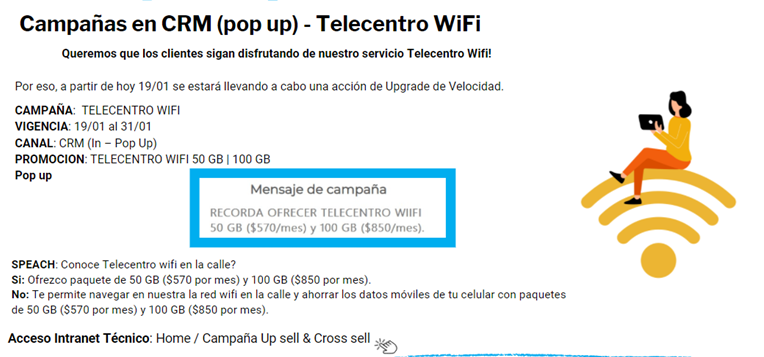 Campañas en CRM (pop up) - Telecentro WiFi
Queremos que los clientes sigan disfrutando de nuestro servicio Telecentro Wifi!
Por eso, a partir de hoy 19/01 se estará llevando a cabo una acción de Upgrade de Velocidad.
CAMPAÑA: TELECENTRO WIFI
VIGENCIA: 19/01 al 31/01
CANAL: CRM (In – Pop Up)
PROMOCION: TELECENTRO WIFI 50 GB | 100 GB
Pop up
Mensaje de campaña
RECORDA OFRECER TELECENTRO WIIFI
50 GB ($570/mes) y 100 GB ($850/mes).
SPEACH: Conoce Telecentro wifi en la calle?
Si: Ofrezco paquete de 50 GB ($570 por mes) y 100 GB ($850 por mes).
No: Te permite navegar en nuestra la red wifi en la calle y ahorrar los datos móviles de tu celular con paquetes
de 50 GB ($570 por mes) y 100 GB ($850 por mes).
Acceso Intranet Técnico: Home / Campaña Up sell & Cross sell